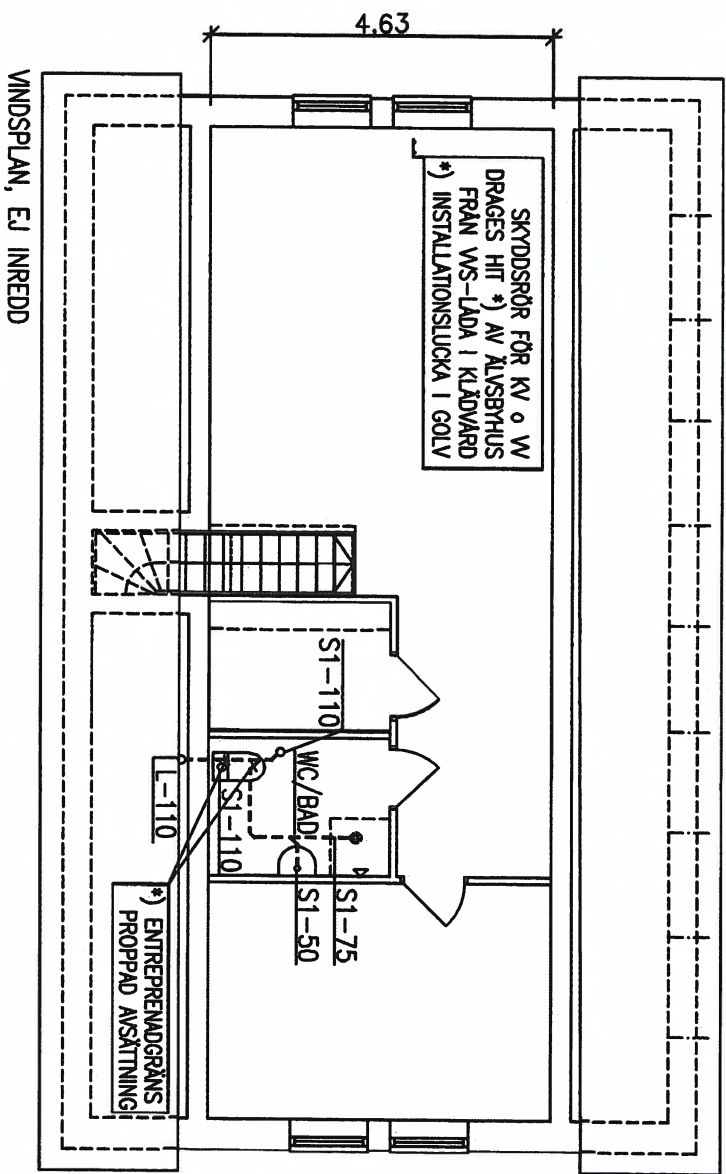 4.63
SKYDDSRÖR FÖR KV o VV
DRAGES HIT *) AV ÄLVSBYHUS
FRÅN VVS-LÅDA I KLÄDVÅRD
*) INSTALLATIONSLUCKA I GOLV
S1-110
WC/BAD
S1-75
S1-50
S1-110
L-110
*) ENTREPRENADGRÄNS
PROPPAD AVSÄTTNING
VINDSPLAN, EJ INREDD